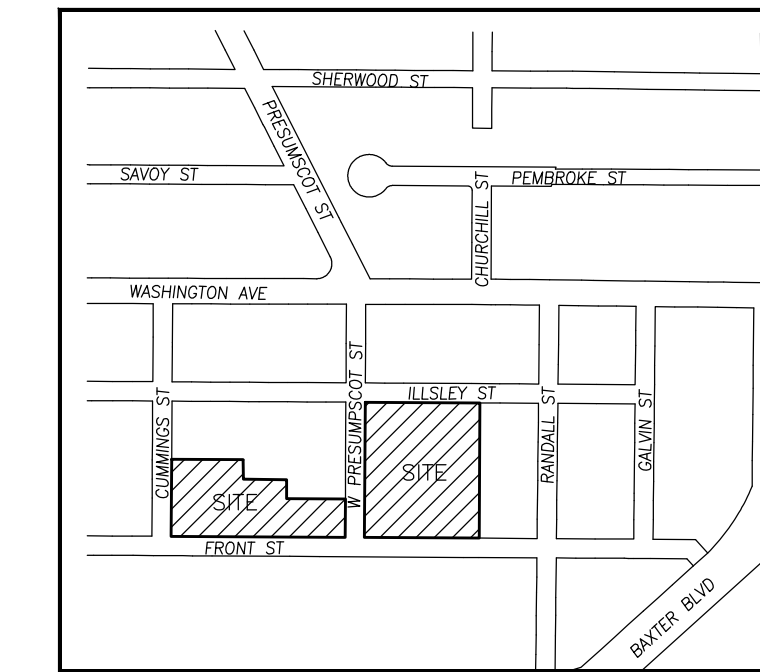 SHERWOOD ST
PRESUMSCOT ST
SAVOY ST
PEMBROKE ST
CHURCHILL ST
WASHINGTON AVE
W PRESUMPSCOT ST
ILLSLEY ST
CUMMINGS ST
RANDALL ST
GALVIN ST
SITE
SITE
FRONT ST
BAXTER BLVD